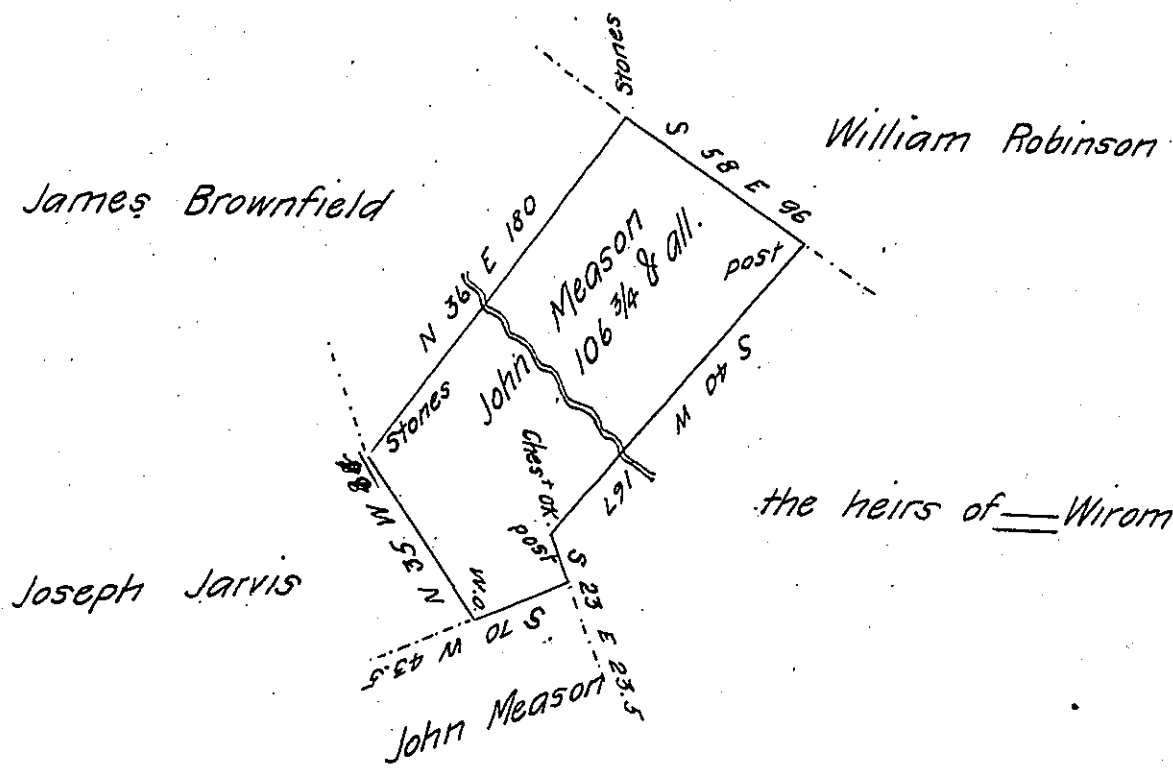 Stones
S 58 E 96
William Robinson
James Brownfield
N 36 E 180
John Meason
106 3/4 & all.
post
S 40 W
167
Stones
Chest. OK.
post
the heirs of Wirom
N 35 W
S 23 E 23.5
W.O.
S 70 W 43.5
Joseph Jarvis
John Meason